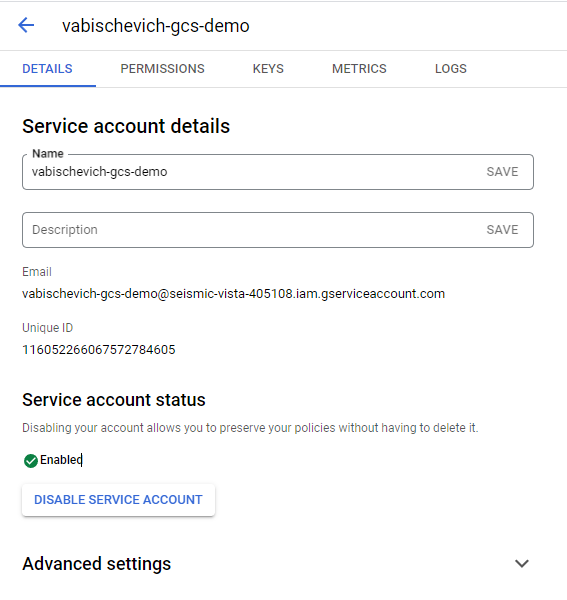 vabischevich-gcs-demo
DETAILS PERMISSIONS KEYS METRICS LOGS
Service account details
Name
vabischevich-gcs-demo SAVE
Description SAVE
Email
vabischevich-gcs-demo@seismic-vista-405108.iam.gserviceaccount.com
Unique ID
116052266067572784605
Service account status
Disabling your account allows you to preserve your policies without having to delete it.
Enabled
DISABLE SERVICE ACCOUNT
Advanced settings